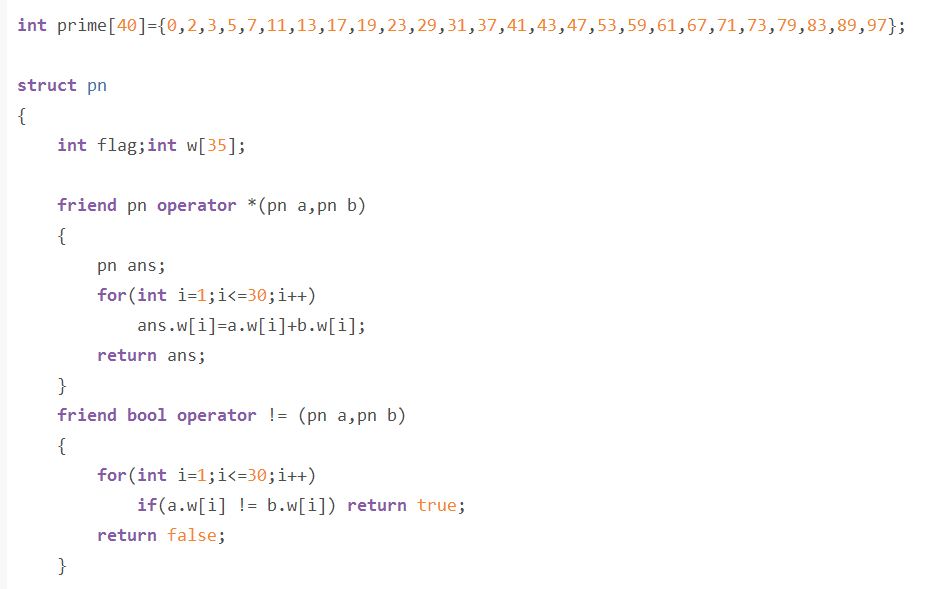 int prime[40]={0,2,3,5,7,11,13,17,19,23,29,31,37,41,43,47,53,59,61,67,71,73,79,83,89,97};
struct pn
{
    int flag;int w[35];
    friend pn operator *(pn a,pn b)
    {
        pn ans;
        for(int i=1;i<=30;i++)
            ans.w[i]=a.w[i]+b.w[i];
        return ans;
    }
    friend bool operator != (pn a,pn b)
    {
        for(int i=1;i<=30;i++)
            if(a.w[i] != b.w[i]) return true;
        return false;
    }